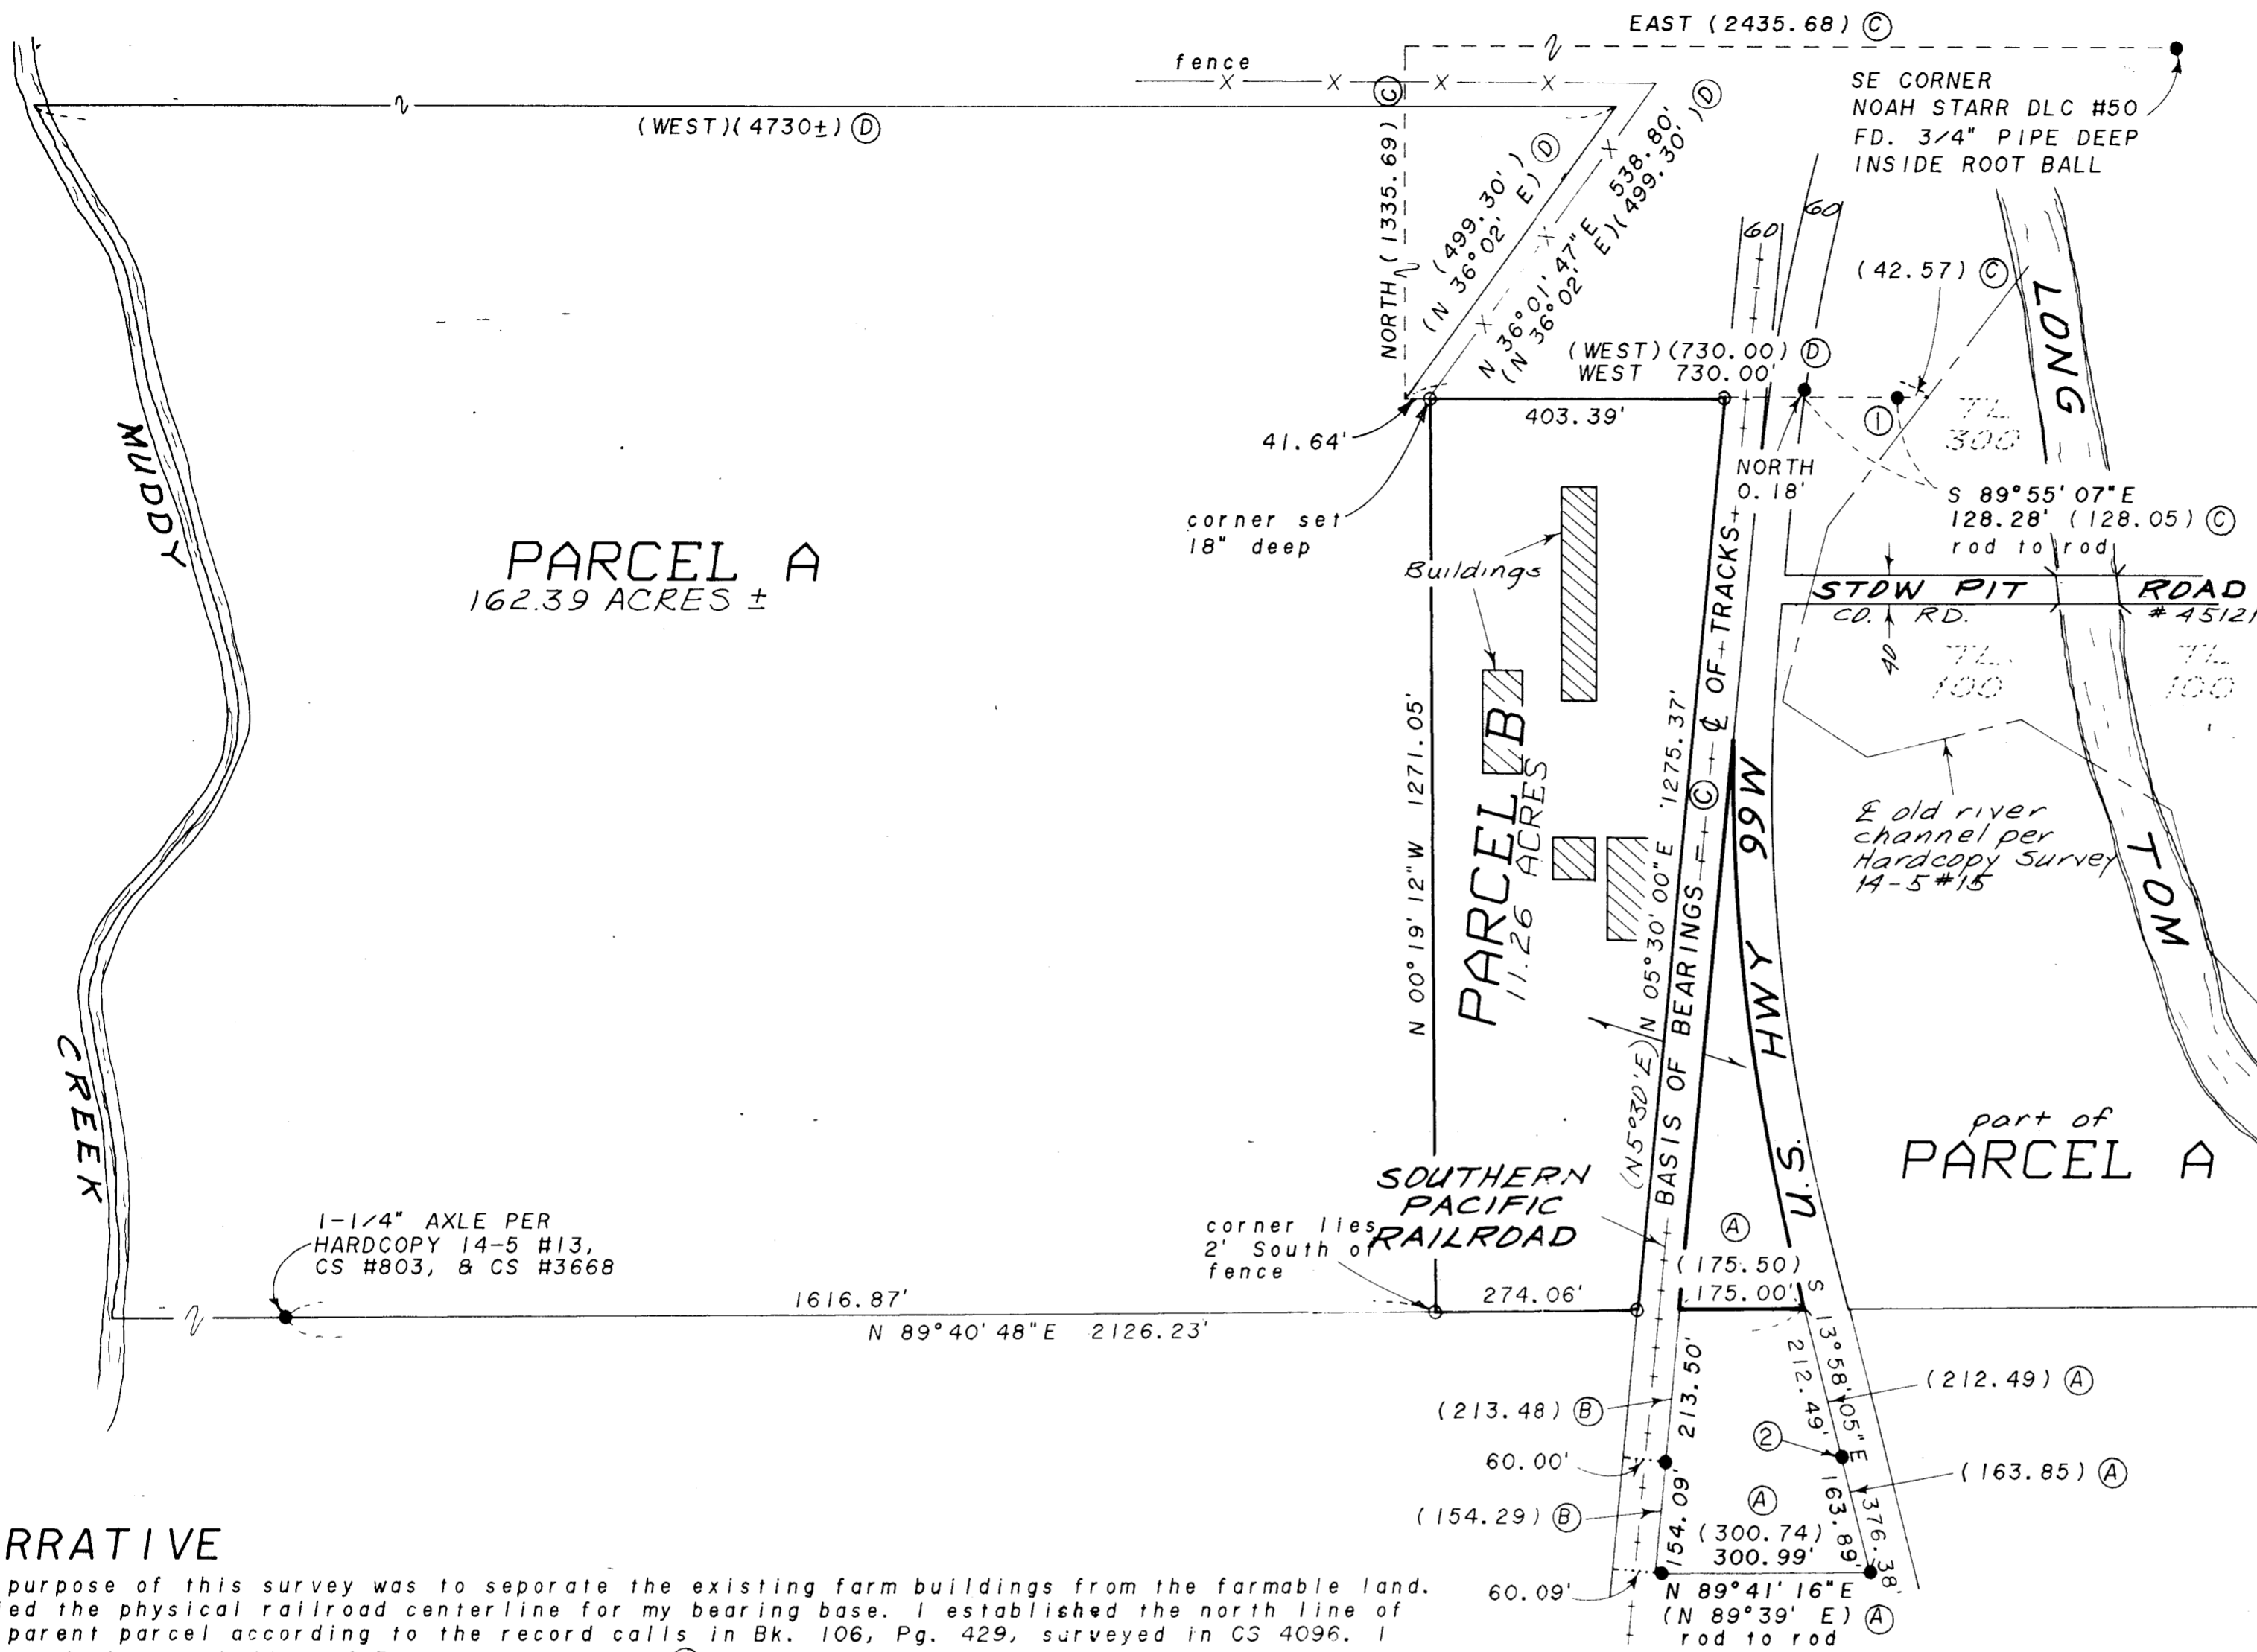 EAST (2435.68) Ⓒ
fence
SE CORNER
NOAH STARR DLC #50
FD. 3/4" PIPE DEEP
INSIDE ROOT BALL
(WEST)(4730±) Ⓓ
NORTH (1335.69) Ⓒ
(499.30') Ⓓ
(N 36°02' E)
N 36°01'47"E 538.80'
(N 36°02' E)(499.30') Ⓓ
60
60
(42.57) Ⓒ
LONG
(WEST)(730.00) Ⓓ
WEST 730.00'
403.39'
41.64'
①
TL
300
NORTH
0.18'
S 89°55'07"E
128.28' (128.05) Ⓒ
rod to rod
corner set
18" deep
MUDDY
PARCEL A
162.39 ACRES ±
Buildings
STOW PIT ROAD
CO. RD. #45121
40
TL
100
TL
100
℄ OF TRACKS
1271.05'
N 00°19'12"W
PARCEL B
11.26 ACRES
1275.37'
N 05°30'00"E
(N5°30'E)
BASIS OF BEARINGS Ⓒ
U.S. HWY 99W
℄ old river
channel per
Hardcopy Survey
14-5 #15
TOM
part of
PARCEL A
CREEK
SOUTHERN
PACIFIC
RAILROAD
1-1/4" AXLE PER
HARDCOPY 14-5 #13,
CS #803, & CS #3668
corner lies
2' South of
fence
Ⓐ
(175.50)
175.00'
1616.87'
274.06'
N 89°40'48"E 2126.23'
S 13°58'05"E 376.38'
213.50'
212.49'
(212.49) Ⓐ
(213.48) Ⓑ
②
60.00'
(163.85) Ⓐ
(154.29) Ⓑ
154.09'
163.89'
Ⓐ
(300.74)
300.99'
60.09'
N 89°41'16"E
(N 89°39' E) Ⓐ
rod to rod
RRATIVE
purpose of this survey was to seporate the existing farm buildings from the farmable land.
ed the physical railroad centerline for my bearing base. I established the north line of
parent parcel according to the record calls in Bk. 106, Pg. 429, surveyed in CS 4096. I